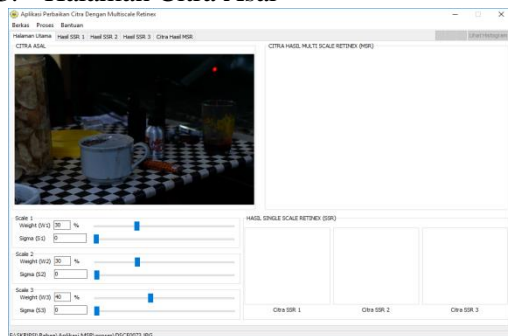 Aplikasi Perbaikan Citra Dengan Multiscale Retinex
Berkas Proses Bantuan
Halaman Utama Hasil SSR 1 Hasil SSR 2 Hasil SSR 3 Citra Hasil MSR
Lihat Histogram
CITRA ASAL
CITRA HASIL MULTI SCALE RETINEX (MSR)
Scale 1
Weight (W1) 30 %
Sigma (S1) 0
Scale 2
Weight (W2) 30 %
Sigma (S2) 0
Scale 3
Weight (W3) 40 %
Sigma (S3) 0
HASIL SINGLE SCALE RETINEX (SSR)
Citra SSR 1 Citra SSR 2 Citra SSR 3